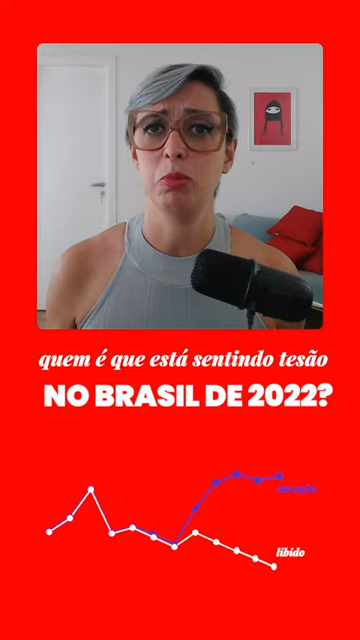 quem é que está sentindo tesão
NO BRASIL DE 2022?
libido